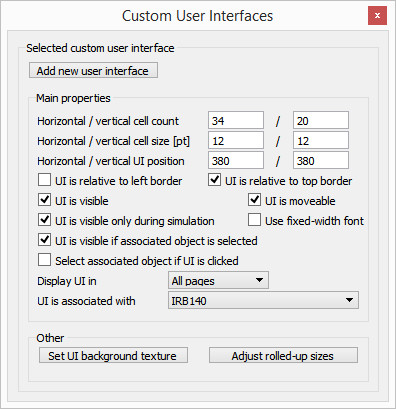 Custom User Interfaces
x
Selected custom user interface
Add new user interface
Main properties
Horizontal / vertical cell count 34 / 20
Horizontal / vertical cell size [pt] 12 / 12
Horizontal / vertical UI position 380 / 380
UI is relative to left border UI is relative to top border
UI is visible UI is moveable
UI is visible only during simulation Use fixed-width font
UI is visible if associated object is selected
Select associated object if UI is clicked
Display UI in All pages
UI is associated with IRB140
Other
Set UI background texture Adjust rolled-up sizes